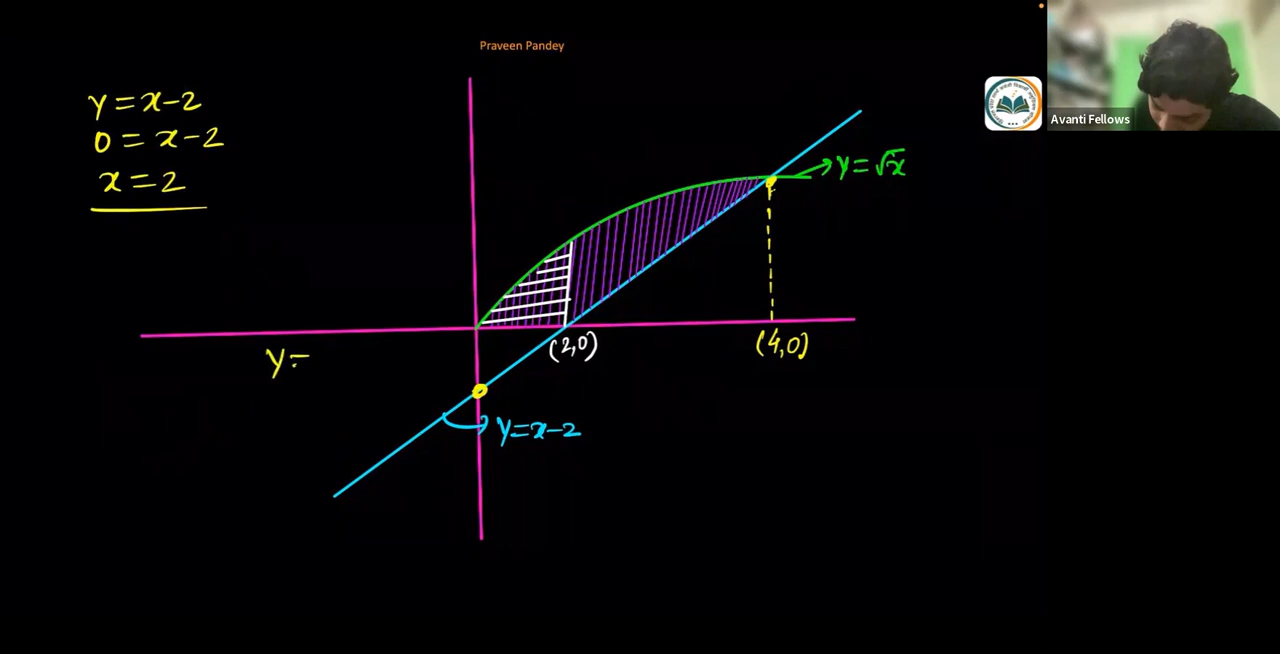 Praveen Pandey
y=x-2
0=x-2
x=2
Avanti Fellows
y=√x
(2,0)
(4,0)
y=
y=x-2